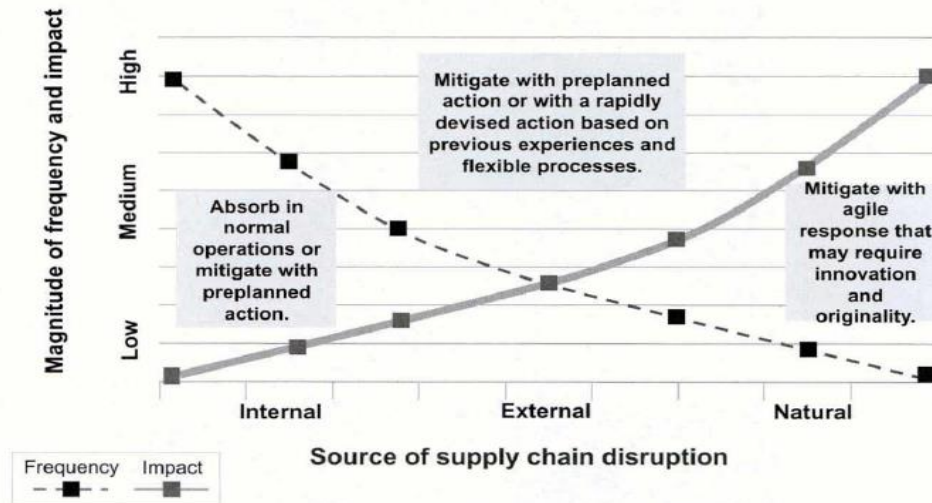 Magnitude of frequency and impact
High
Medium
Low
Mitigate with preplanned
action or with a rapidly
devised action based on
previous experiences and
flexible processes.
Absorb in
normal
operations or
mitigate with
preplanned
action.
Mitigate with
agile
response that
may require
innovation
and
originality.
Internal
External
Natural
Source of supply chain disruption
Frequency
Impact